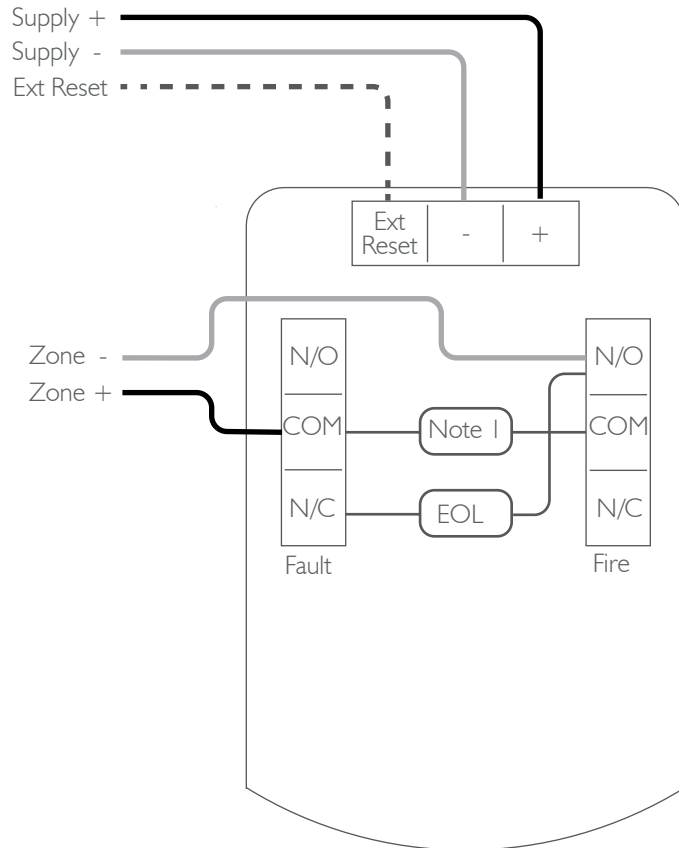 Supply +
Supply -
Ext Reset
Ext
Reset
-
+
Zone -
Zone +
N/O
COM
N/C
Fault
Note 1
EOL
N/O
COM
N/C
Fire